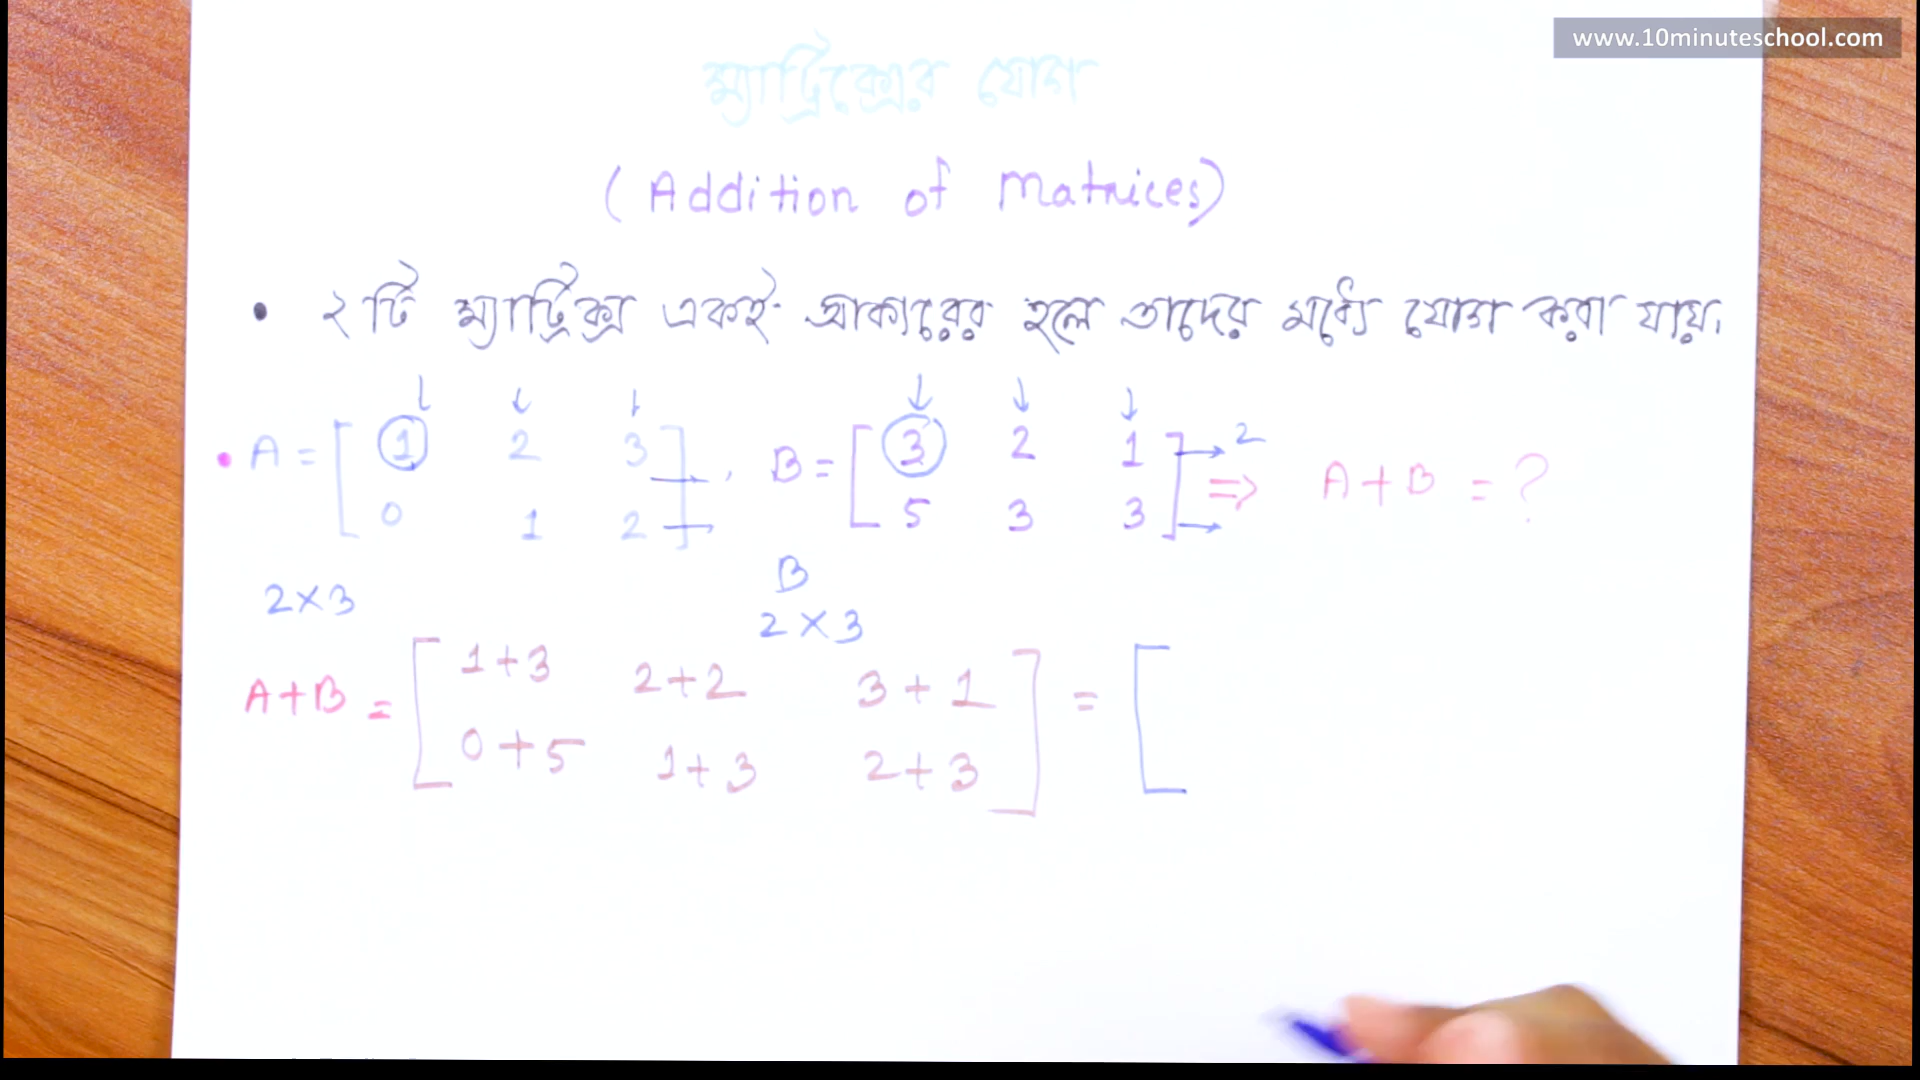 www.10minuteschool.com
ম্যাট্রিক্সের যোগ
(Addition of Matrices)
• ২টি ম্যাট্রিক্স একই আকারের হলে তাদের মধ্যে যোগ করা যায়।
• A = [ 1 2 3 , B = [ 3 2 1 ] → 2 ⇒ A+B = ?
0 1 2 ] 5 3 3
2×3 B
2×3
A+B = [ 1+3 2+2 3+1 ] = [
0+5 1+3 2+3